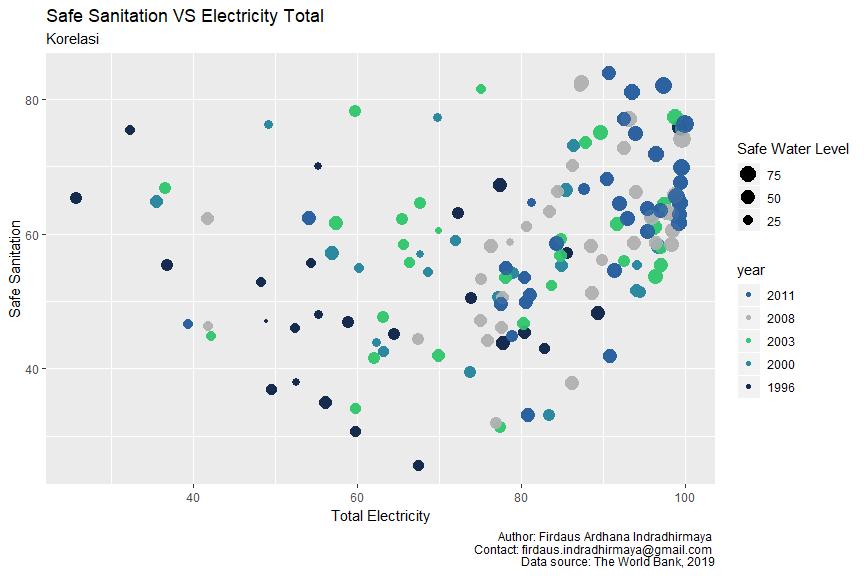 Safe Sanitation VS Electricity Total
Korelasi
80
60
40
Safe Sanitation
40 60 80 100
Total Electricity
Safe Water Level
75
50
25
year
2011
2008
2003
2000
1996
Author: Firdaus Ardhana Indradhirmaya
Contact: firdaus.indradhirmaya@gmail.com
Data source: The World Bank, 2019